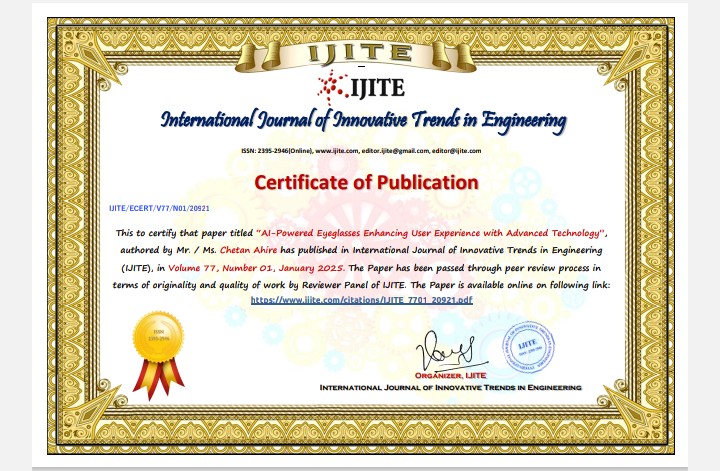 IJITE
IJITE
International Journal of Innovative Trends in Engineering
ISSN: 2395-2946(Online), www.ijite.com, editor.ijite@gmail.com, editor@ijite.com
Certificate of Publication
IJITE/ECERT/V77/N01/20921
This to certify that paper titled “AI-Powered Eyeglasses Enhancing User Experience with Advanced Technology”,
authored by Mr. / Ms. Chetan Ahire has published in International Journal of Innovative Trends in Engineering
(IJITE), in Volume 77, Number 01, January 2025. The Paper has been passed through peer review process in
terms of originality and quality of work by Reviewer Panel of IJITE. The Paper is available online on following link:
https://www.ijite.com/citations/IJITE_7701_20921.pdf
ISSN
2395-2946
IJITE
ORGANIZER, IJITE
INTERNATIONAL JOURNAL OF INNOVATIVE TRENDS IN ENGINEERING